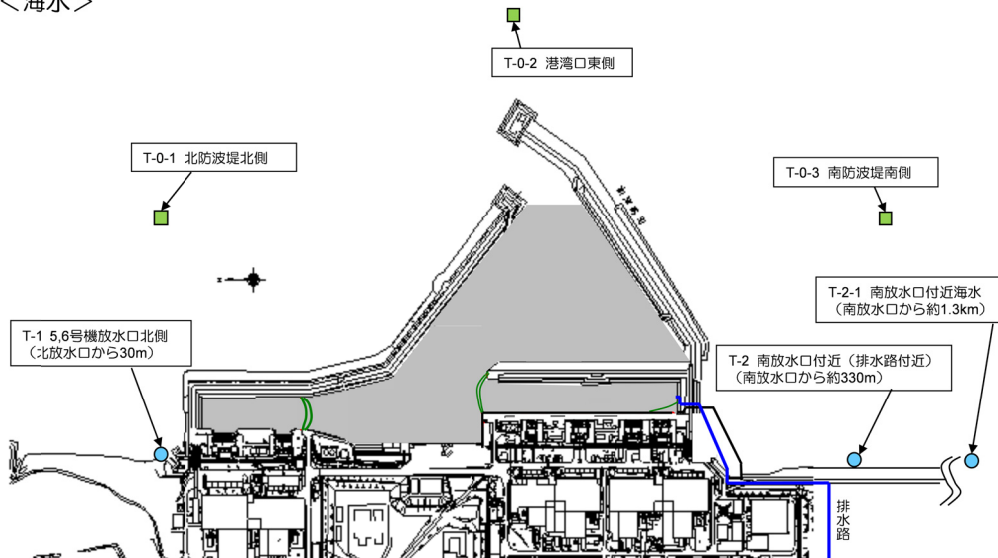 ＜海水＞
T-0-2 港湾口東側
T-0-1 北防波堤北側
T-0-3 南防波堤南側
T-2-1 南放水口付近海水
（南放水口から約1.3km）
T-1 5,6号機放水口北側
（北放水口から30m）
T-2 南放水口付近（排水路付近）
（南放水口から約330m）
排水路